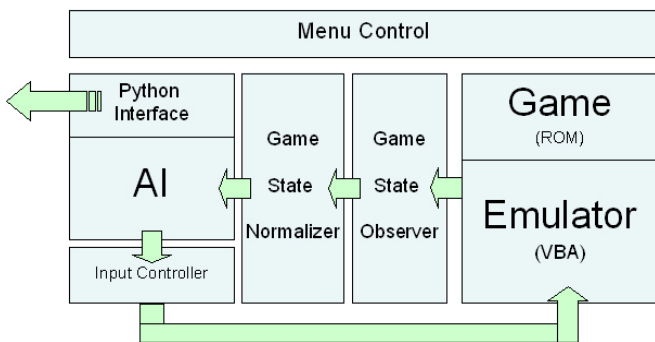 Menu Control
Python
Interface
AI
Input Controller
Game
State
Normalizer
Game
State
Observer
Game
(ROM)
Emulator
(VBA)